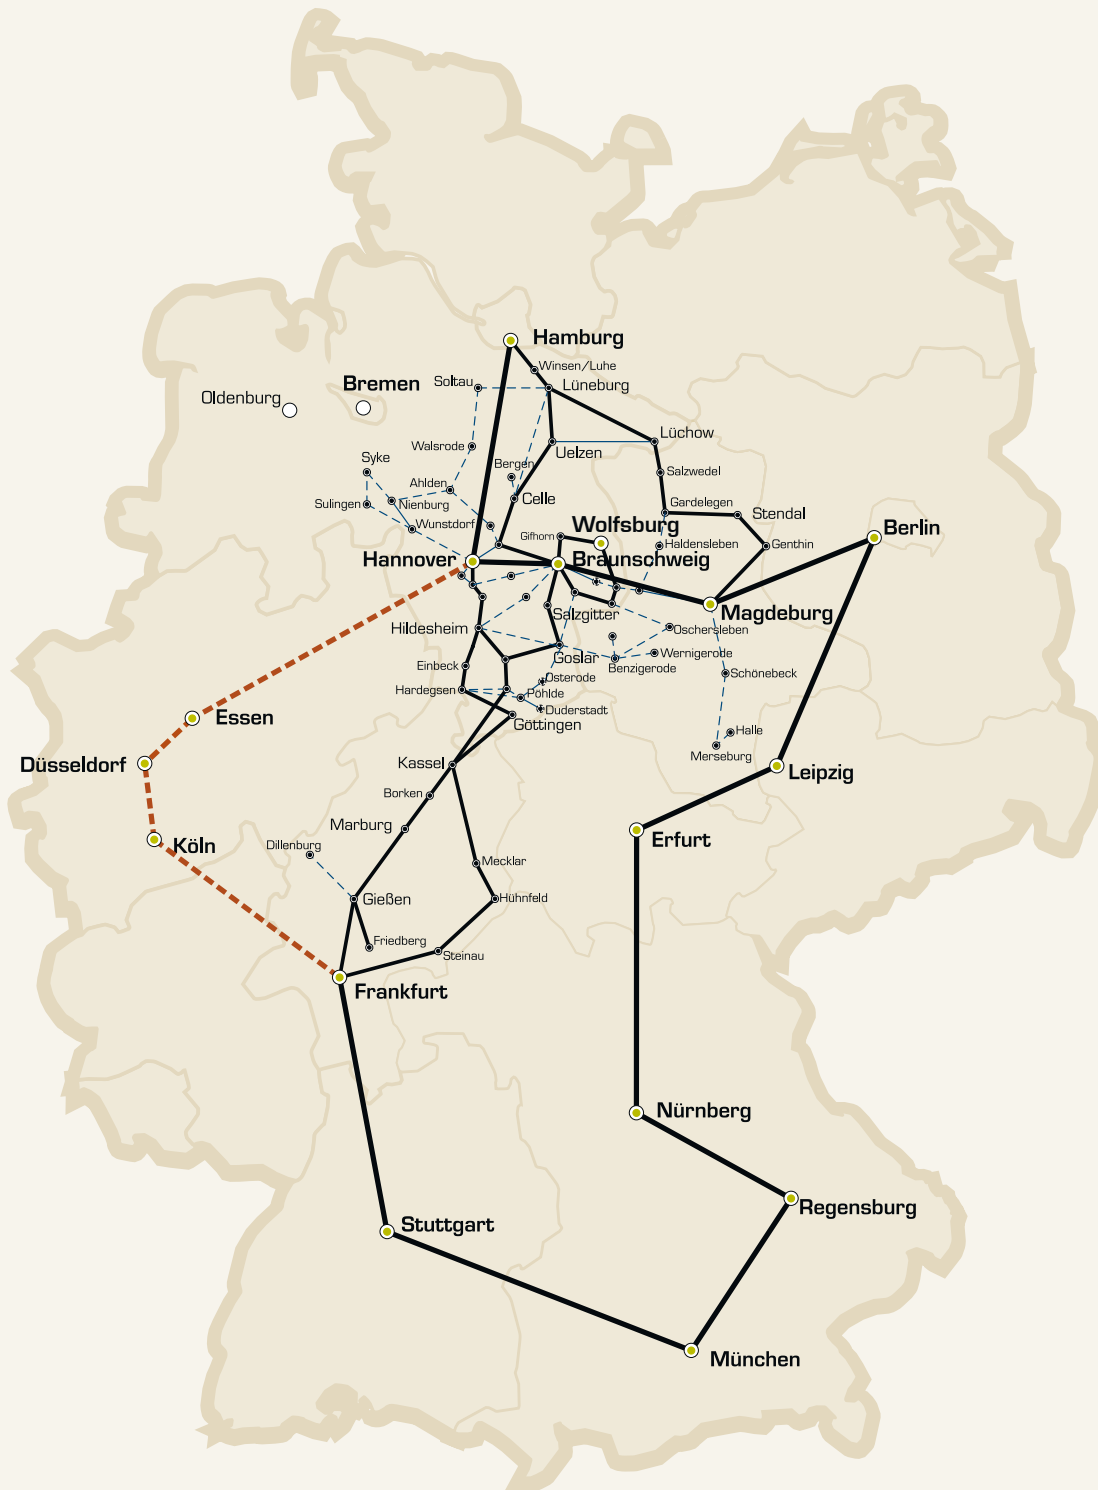 Hamburg
Winsen/Luhe
Bremen
Soltau
Lüneburg
Oldenburg
Lüchow
Walsrode
Uelzen
Syke
Bergen
Salzwedel
Ahlden
Celle
Sulingen
Nienburg
Gardelegen
Stendal
Wunstdorf
Wolfsburg
Berlin
Gifhorn
Haldensleben
Genthin
Hannover
Braunschweig
Salzgitter
Magdeburg
Hildesheim
Oschersleben
Goslar
Wernigerode
Einbeck
Benzigerode
Schönebeck
Osterode
Hardegsen
Pöhlde
Duderstadt
Essen
Göttingen
Halle
Merseburg
Düsseldorf
Kassel
Leipzig
Borken
Marburg
Köln
Erfurt
Dillenburg
Mecklar
Gießen
Hühnfeld
Friedberg
Steinau
Frankfurt
Nürnberg
Regensburg
Stuttgart
München